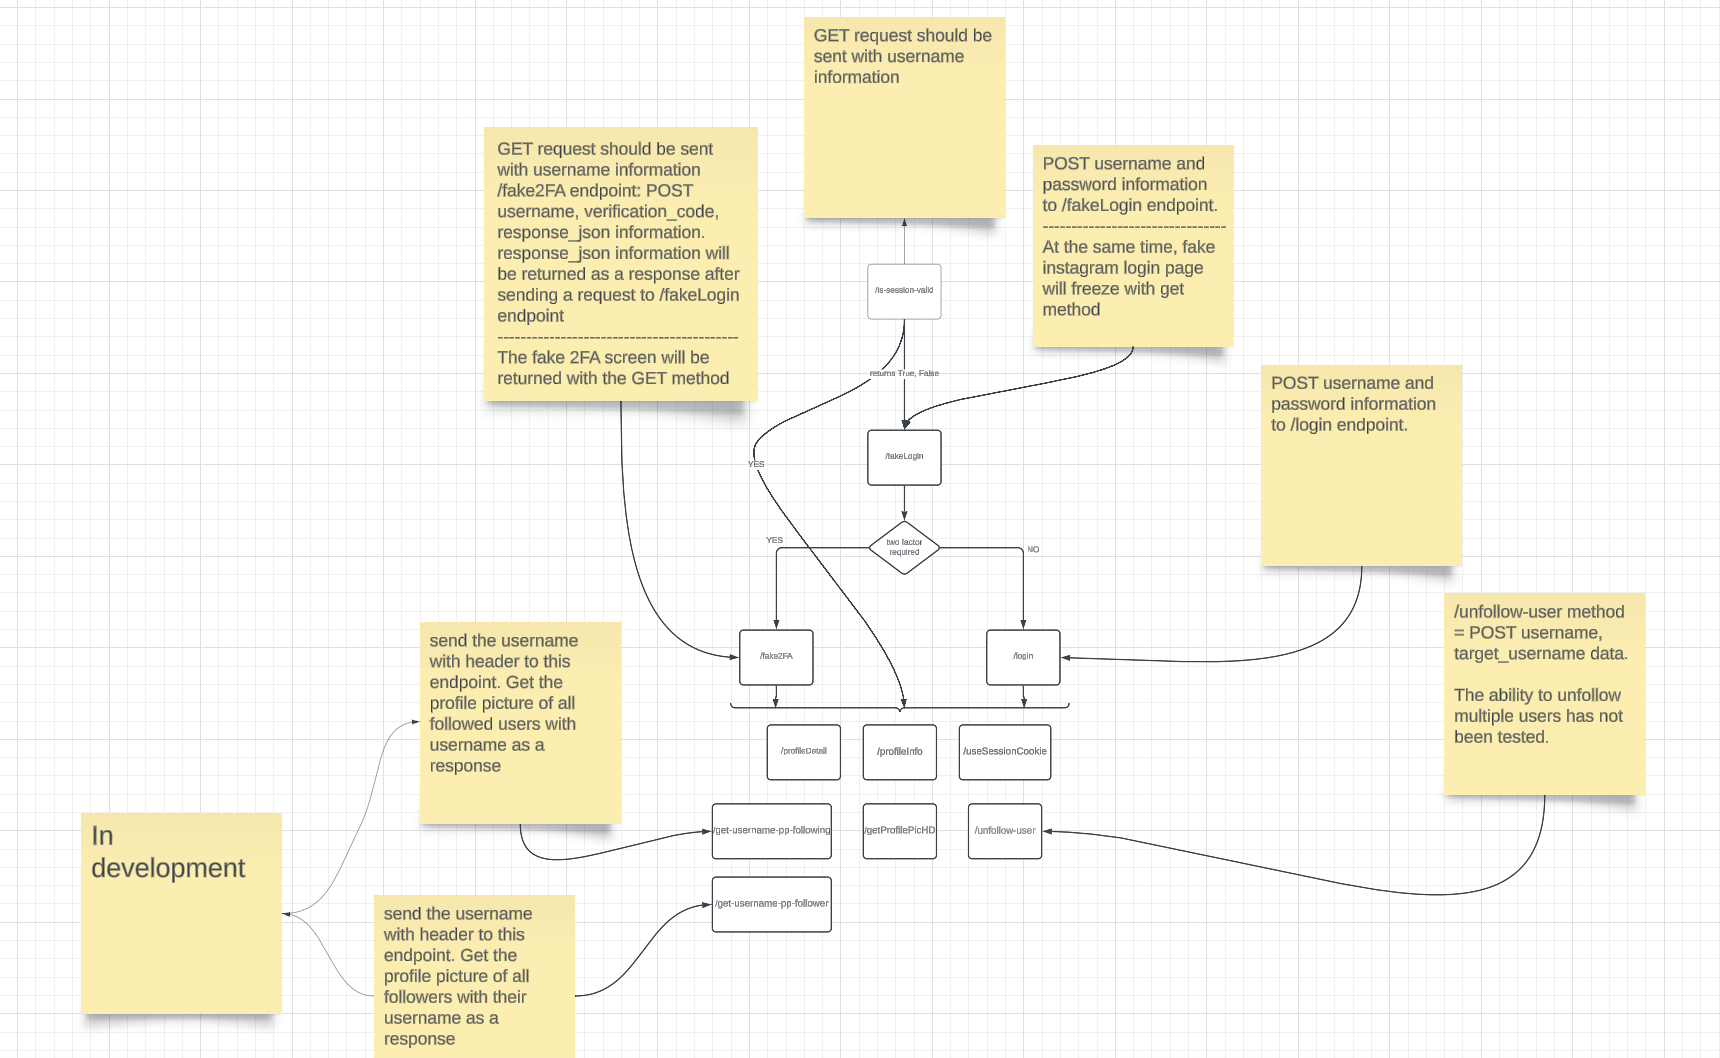 GET request should be
sent with username
information
GET request should be sent
with username information
/fake2FA endpoint: POST
username, verification_code,
response_json information.
response_json information will
be returned as a response after
sending a request to /fakeLogin
endpoint
-----------------------------------------
The fake 2FA screen will be
returned with the GET method
POST username and
password information
to /fakeLogin endpoint.
-------------------------------
At the same time, fake
instagram login page
will freeze with get
method
/is-session-valid
returns True, False
POST username and
password information
to /login endpoint.
/fakeLogin
YES
YES
two factor
required
NO
/unfollow-user method
= POST username,
target_username data.
The ability to unfollow
multiple users has not
been tested.
send the username
with header to this
endpoint. Get the
profile picture of all
followed users with
username as a
response
/fake2FA
/login
/profileDetail
/profileInfo
/useSessionCookie
/get-username-pp-following
/getProfilePicHD
/unfollow-user
In
development
/get-username-pp-follower
send the username
with header to this
endpoint. Get the
profile picture of all
followers with their
username as a
response